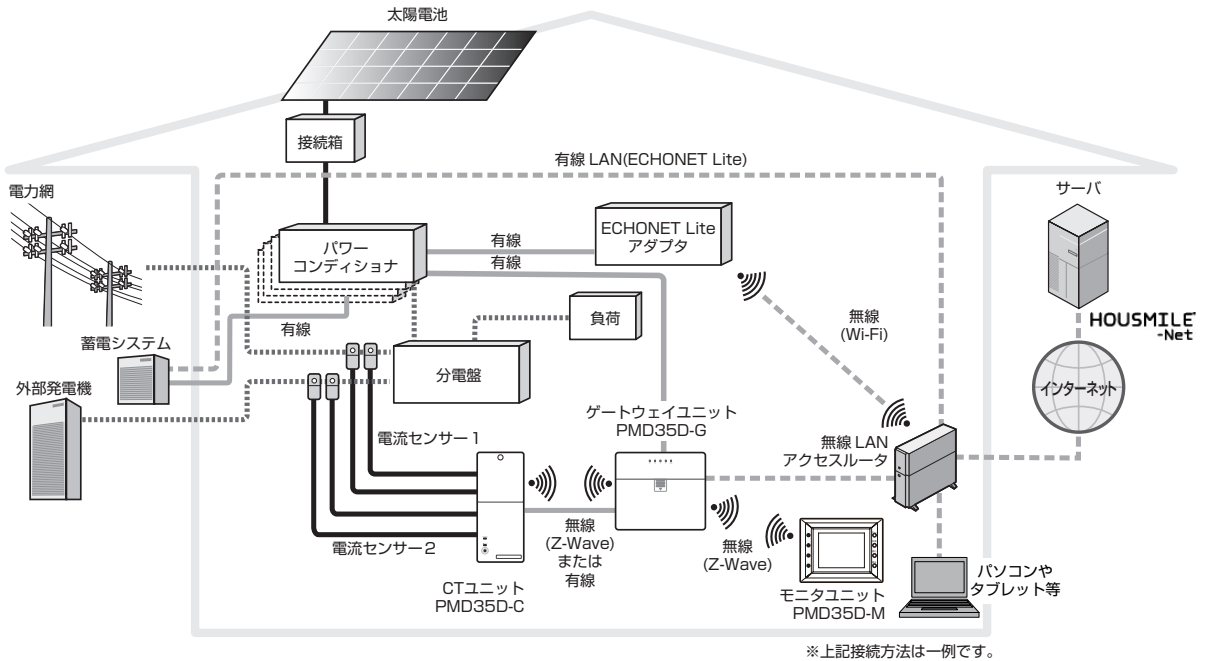 太陽電池
接続箱
有線 LAN(ECHONET Lite)
電力網
サーバ
パワー
コンディショナ
有線
有線
ECHONET Lite
アダプタ
無線
(Wi-Fi)
HOUSMILE
-Net
有線
負荷
蓄電システム
分電盤
外部発電機
インターネット
ゲートウェイユニット
PMD35D-G
電流センサー1
無線 LAN
アクセスルータ
無線
(Z-Wave)
または
有線
無線
(Z-Wave)
電流センサー2
CTユニット
PMD35D-C
モニタユニット
PMD35D-M
パソコンや
タブレット等
※上記接続方法は一例です。